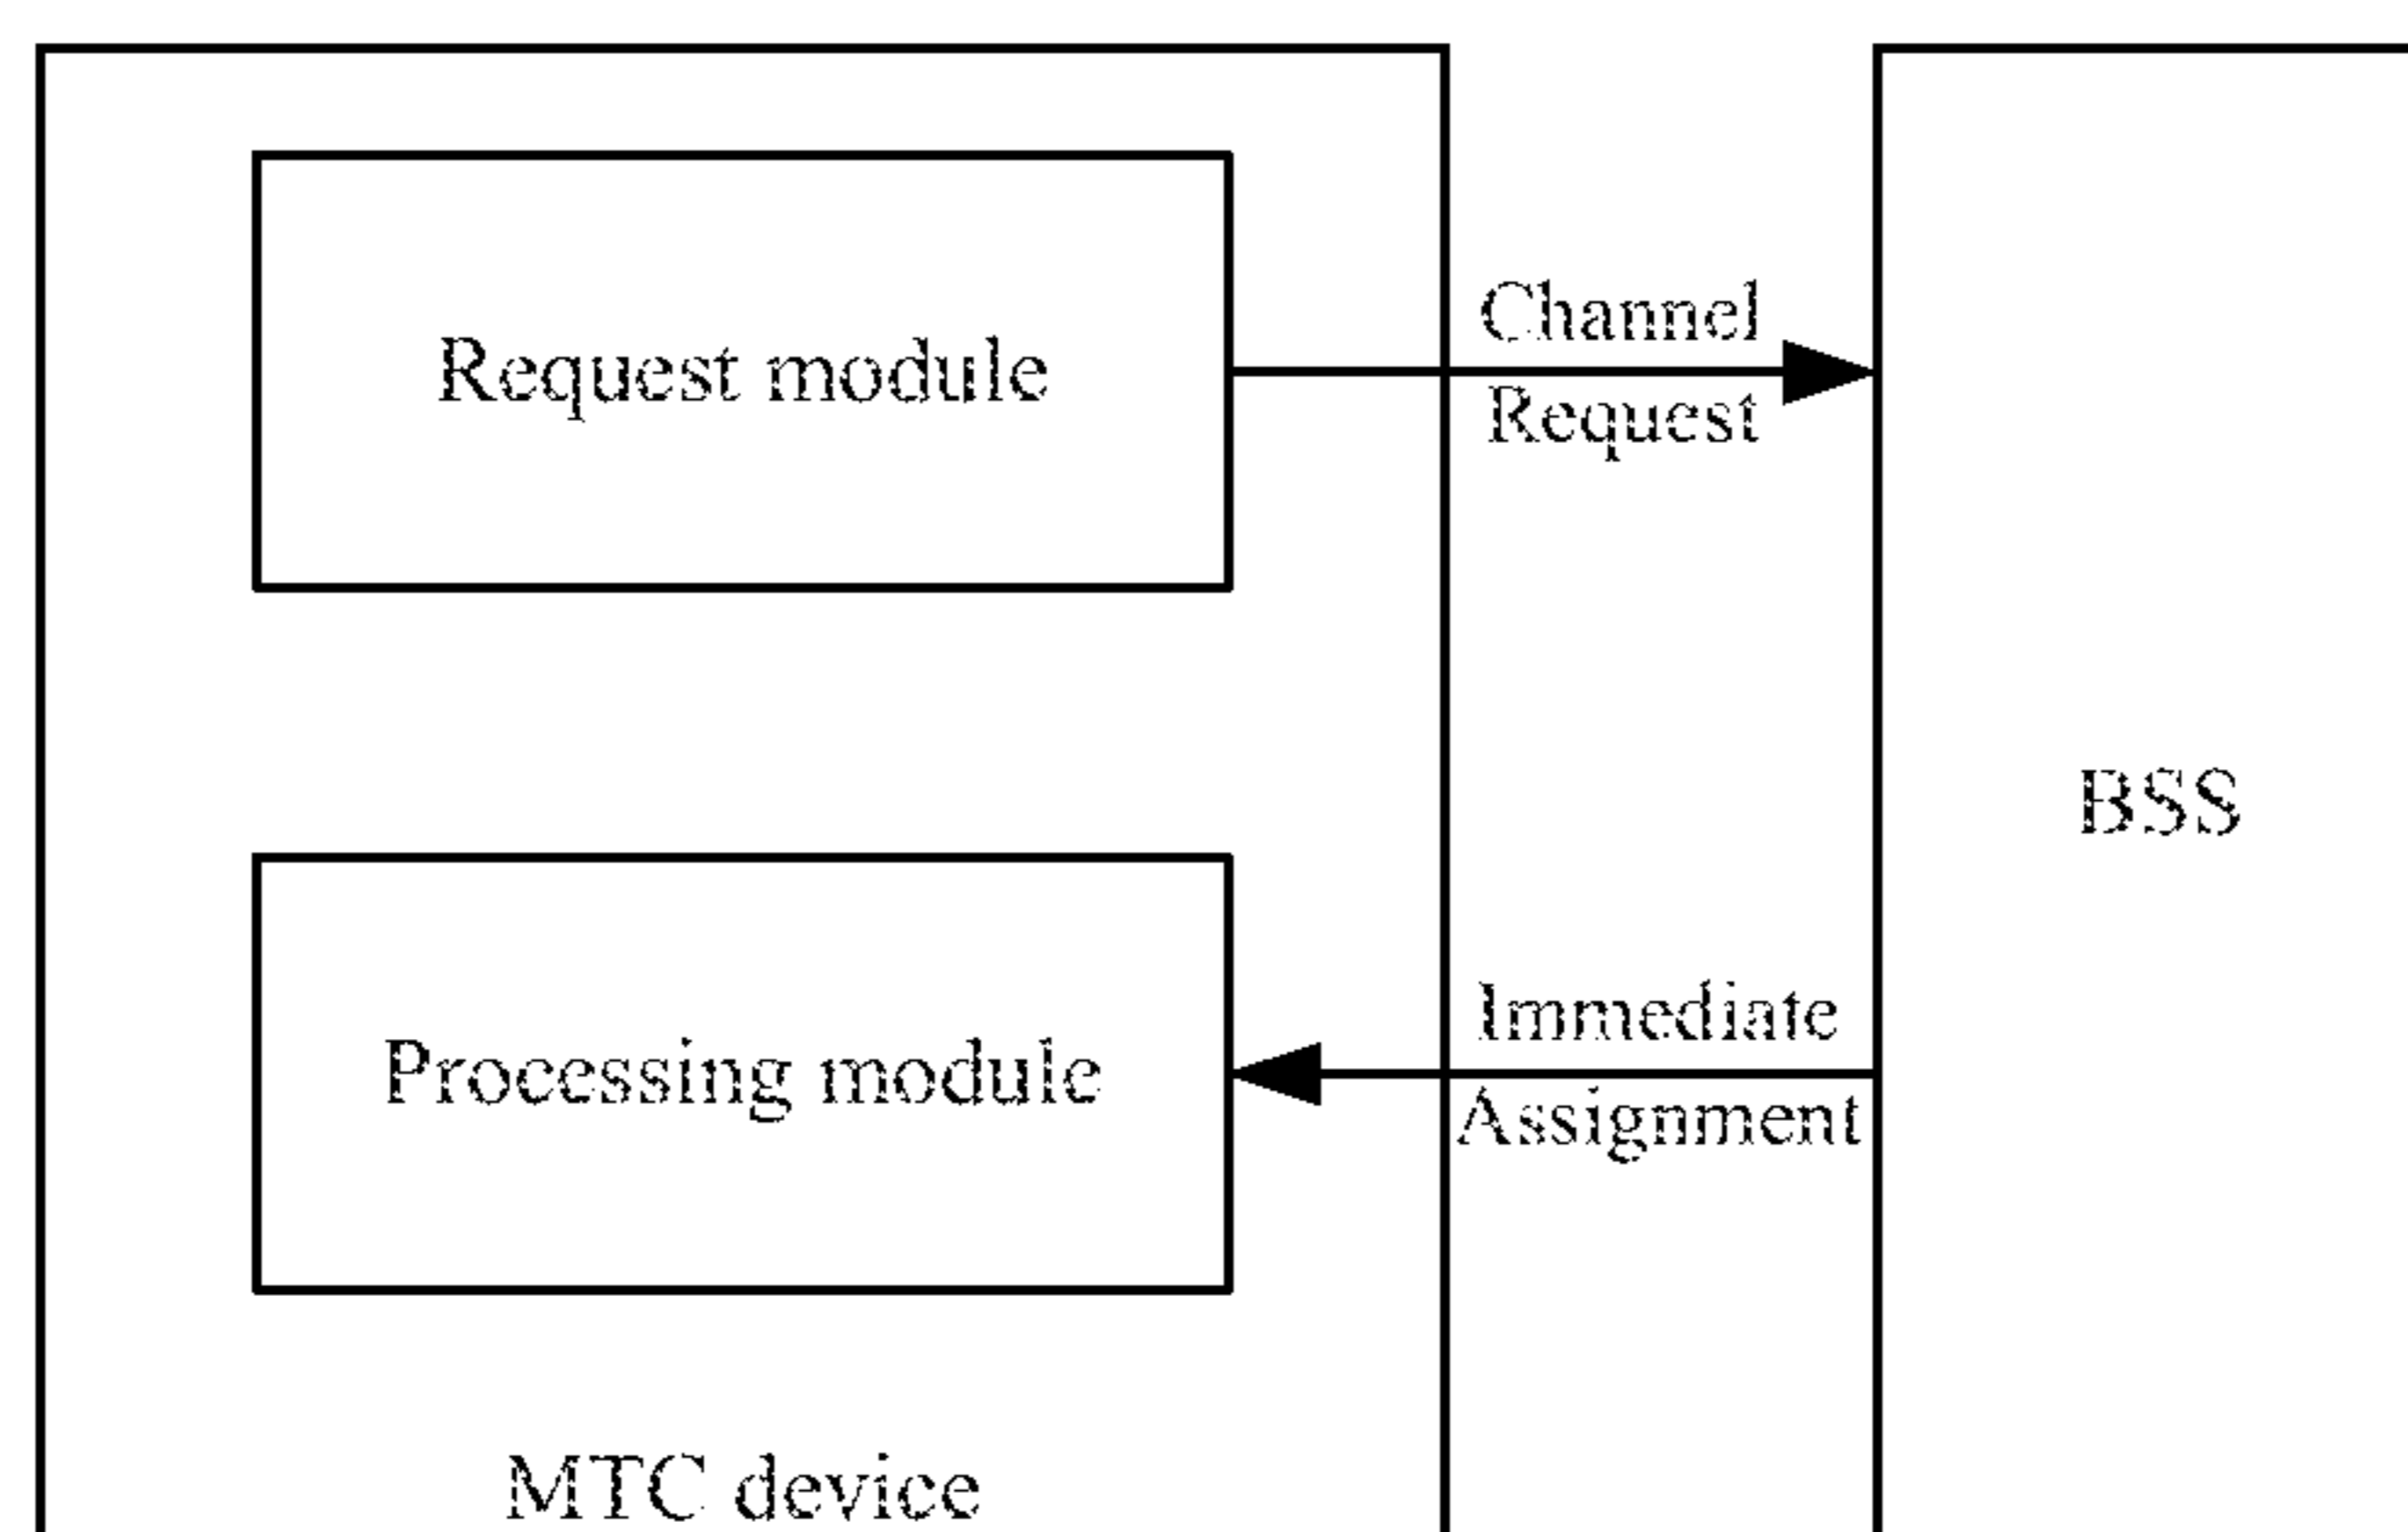 Request module
Channel
Request
BSS
Processing module
Immediate
Assignment
MTC device